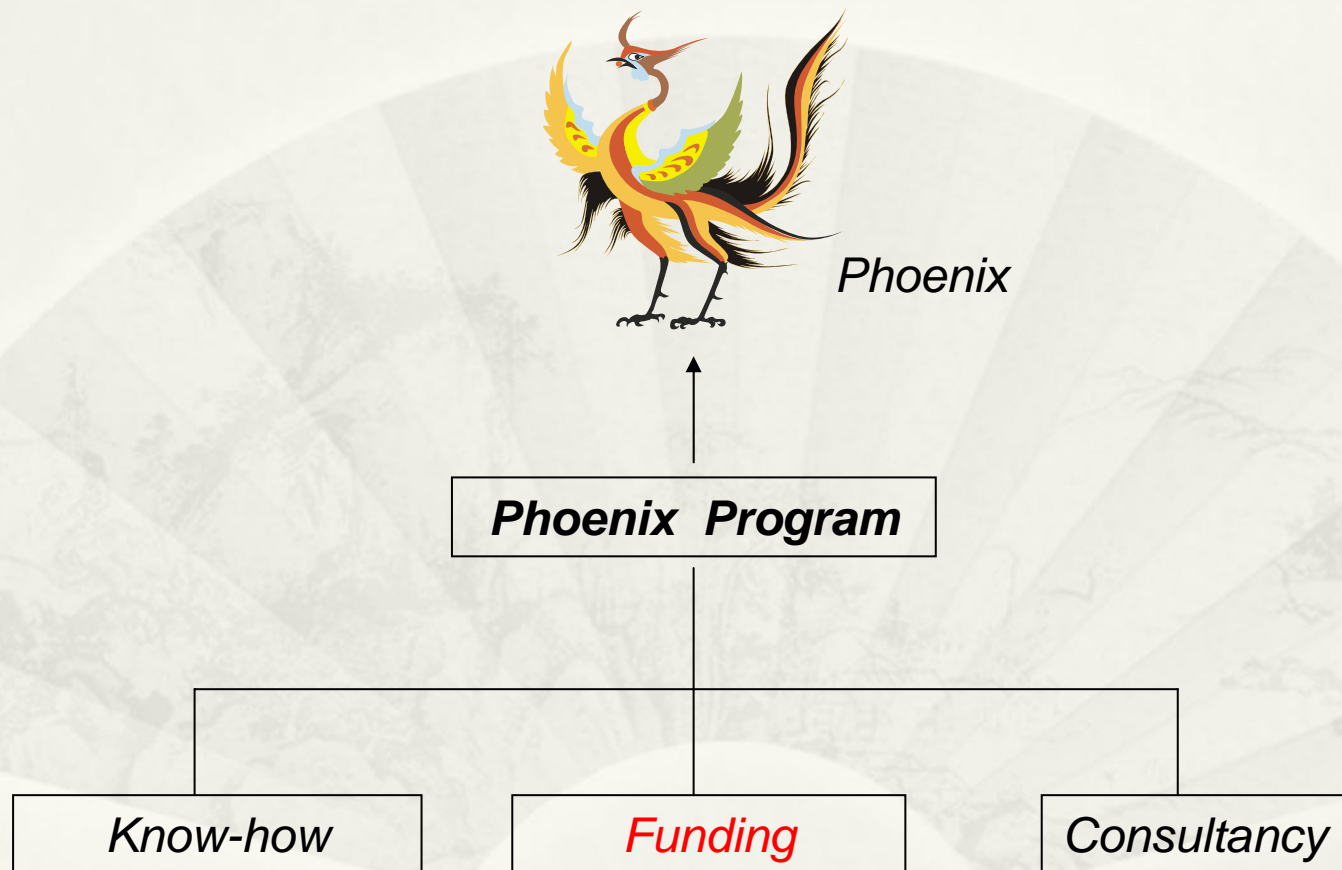 Phoenix
Phoenix Program
Know-how
Funding
Consultancy